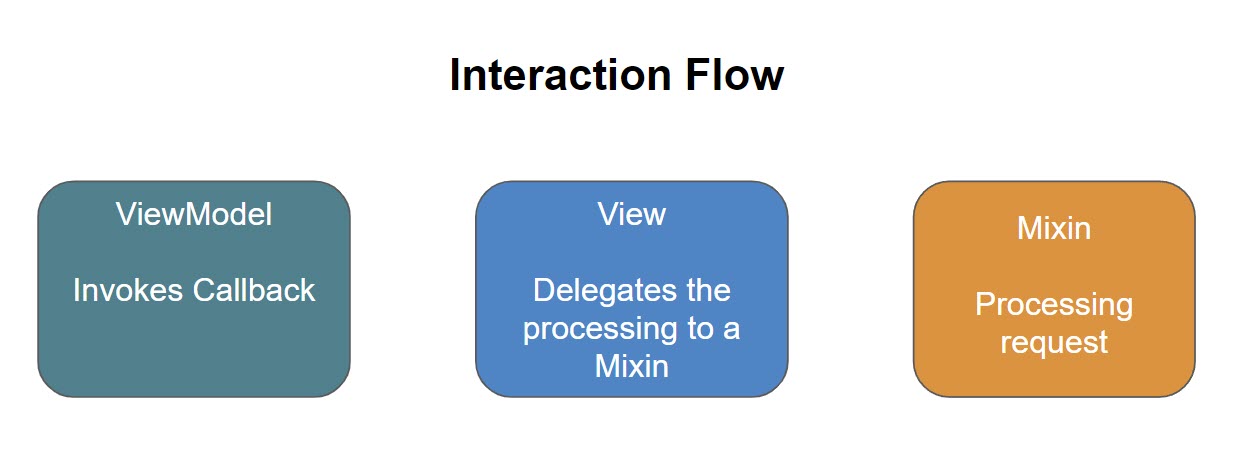 Interaction Flow
ViewModel
Invokes Callback
View
Delegates the
processing to a
Mixin
Mixin
Processing
request